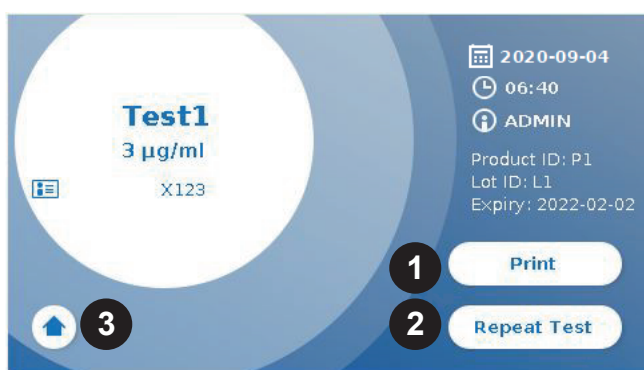 Test1
3 µg/ml
X123
2020-09-04
06:40
ADMIN
Product ID: P1
Lot ID: L1
Expiry: 2022-02-02
1
Print
2
Repeat Test
3